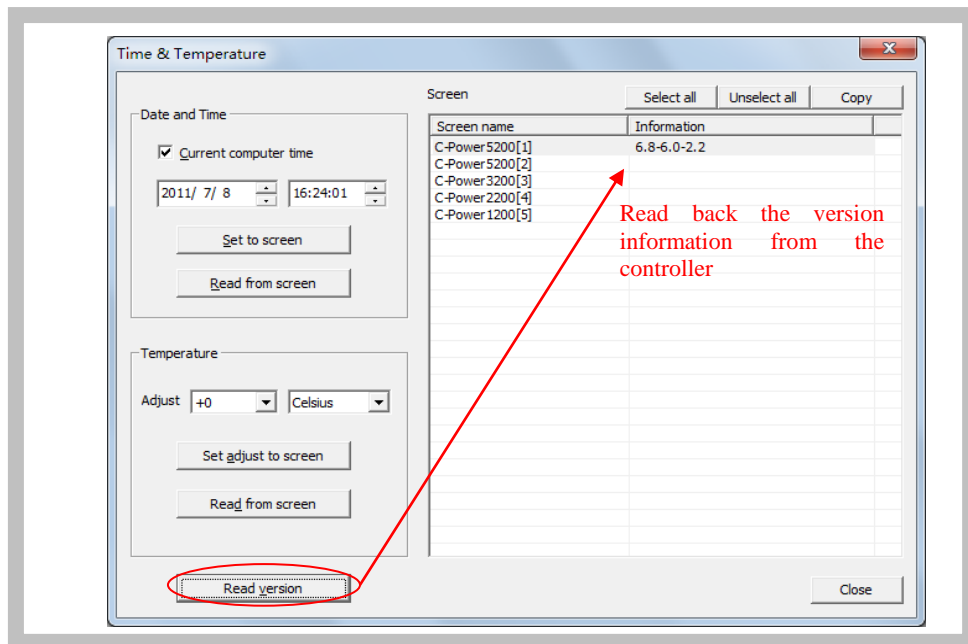 Time & Temperature
Date and Time
Current computer time
2011/ 7/ 8
16:24:01
Set to screen
Read from screen
Temperature
Adjust
+0
Celsius
Set adjust to screen
Read from screen
Read version
Screen
Select all
Unselect all
Copy
Screen name
Information
C-Power5200[1]
6.8-6.0-2.2
C-Power5200[2]
C-Power3200[3]
C-Power2200[4]
C-Power1200[5]
Read back the version
information from the
controller
Close